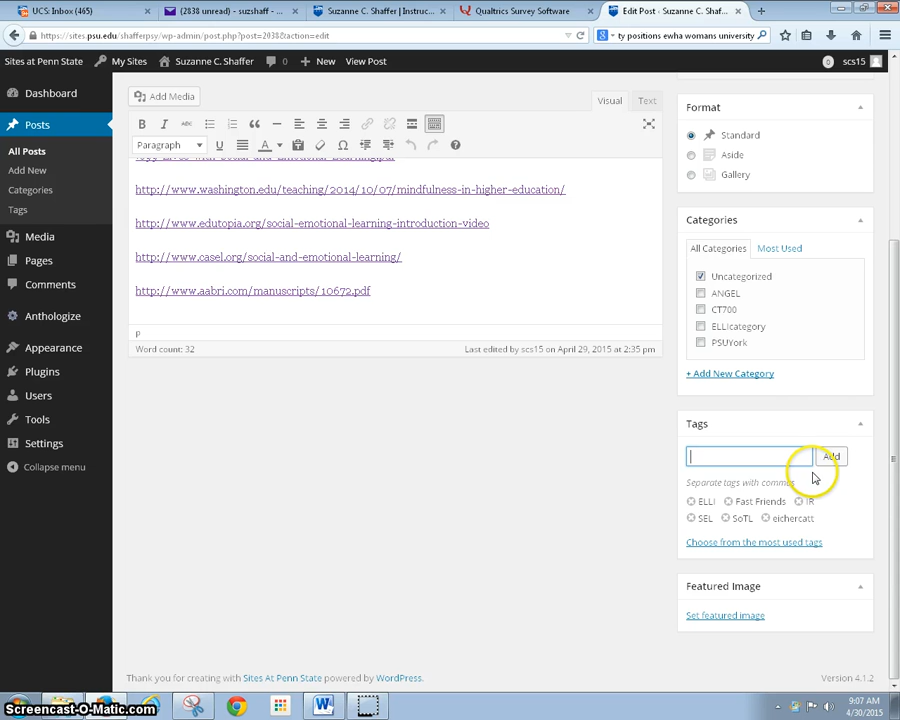 UCS: Inbox (465)
(2838 unread) - suzshaff - ...
Suzanne C. Shaffer | Instruc...
Qualtrics Survey Software
Edit Post ‹ Suzanne C. Shaf...
https://sites.psu.edu/shafferpsy/wp-admin/post.php?post=2038&action=edit
ty positions ewha womans university
Sites at Penn State
My Sites
Suzanne C. Shaffer
0
New
View Post
0
scs15
Dashboard
Posts
All Posts
Add New
Categories
Tags
Media
Pages
Comments
Anthologize
Appearance
Plugins
Users
Tools
Settings
Collapse menu
Add Media
Visual
Text
B I ABC
Paragraph
U A Ω ?
http://www.washington.edu/teaching/2014/10/07/mindfulness-in-higher-education/
http://www.edutopia.org/social-emotional-learning-introduction-video
http://www.casel.org/social-and-emotional-learning/
http://www.aabri.com/manuscripts/10672.pdf
p
Word count: 32
Last edited by scs15 on April 29, 2015 at 2:35 pm
Format
Standard
Aside
Gallery
Categories
All Categories
Most Used
Uncategorized
ANGEL
CT700
ELLIcategory
PSUYork
+ Add New Category
Tags
Add
Separate tags with commas
ELLI Fast Friends IR
SEL SoTL eichercatt
Choose from the most used tags
Featured Image
Set featured image
Thank you for creating with Sites At Penn State powered by WordPress.
Version 4.1.2
Screencast-O-Matic.com
9:07 AM
4/30/2015